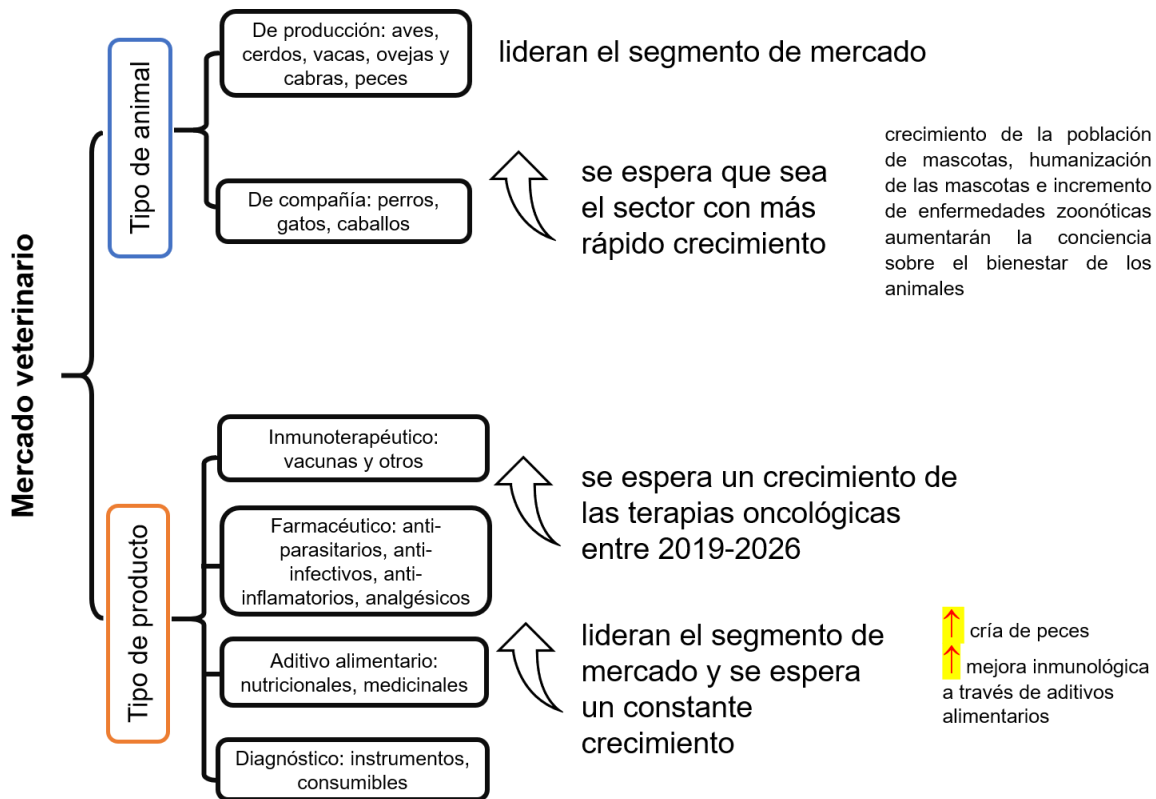 Mercado veterinario
Tipo de animal
De producción: aves,
cerdos, vacas, ovejas y
cabras, peces
lideran el segmento de mercado
De compañía: perros,
gatos, caballos
se espera que sea
el sector con más
rápido crecimiento
crecimiento de la población
de mascotas, humanización
de las mascotas e incremento
de enfermedades zoonóticas
aumentarán la conciencia
sobre el bienestar de los
animales
Tipo de producto
Inmunoterapéutico:
vacunas y otros
se espera un crecimiento de
las terapias oncológicas
entre 2019-2026
Farmacéutico: anti-
parasitarios, anti-
infectivos, anti-
inflamatorios, analgésicos
Aditivo alimentario:
nutricionales, medicinales
lideran el segmento de
mercado y se espera
un constante
crecimiento
↑ cría de peces
↑ mejora inmunológica
a través de aditivos
alimentarios
Diagnóstico: instrumentos,
consumibles